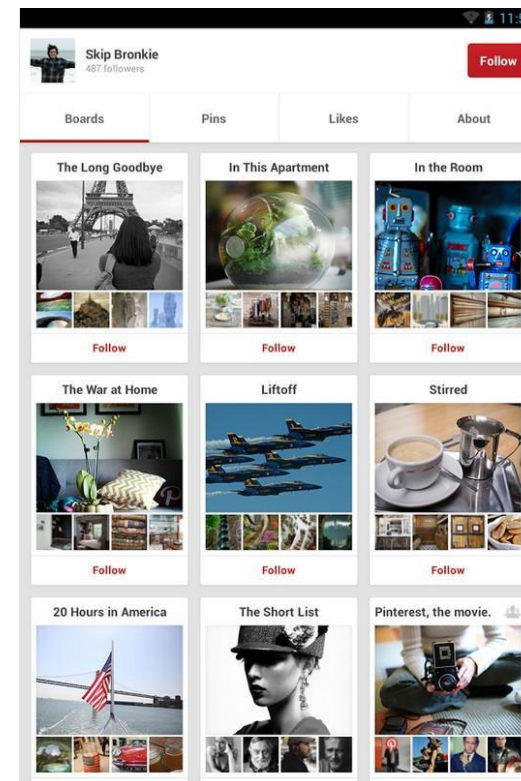 Skip Bronkie
487 followers
Follow
Boards
Pins
Likes
About
The Long Goodbye
In This Apartment
In the Room
Follow
Follow
Follow
The War at Home
Liftoff
Stirred
Follow
Follow
Follow
20 Hours in America
The Short List
Pinterest, the movie.